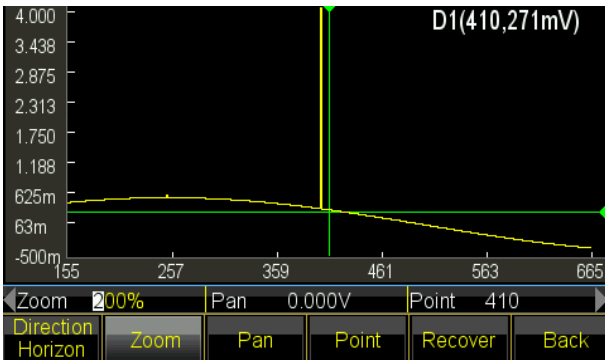 4.000
D1(410,271mV)
3.438
2.875
2.313
1.750
1.188
625m
63m
-500m
155 257 359 461 563 665
Zoom 200% Pan 0.000V Point 410
Direction Horizon Zoom Pan Point Recover Back